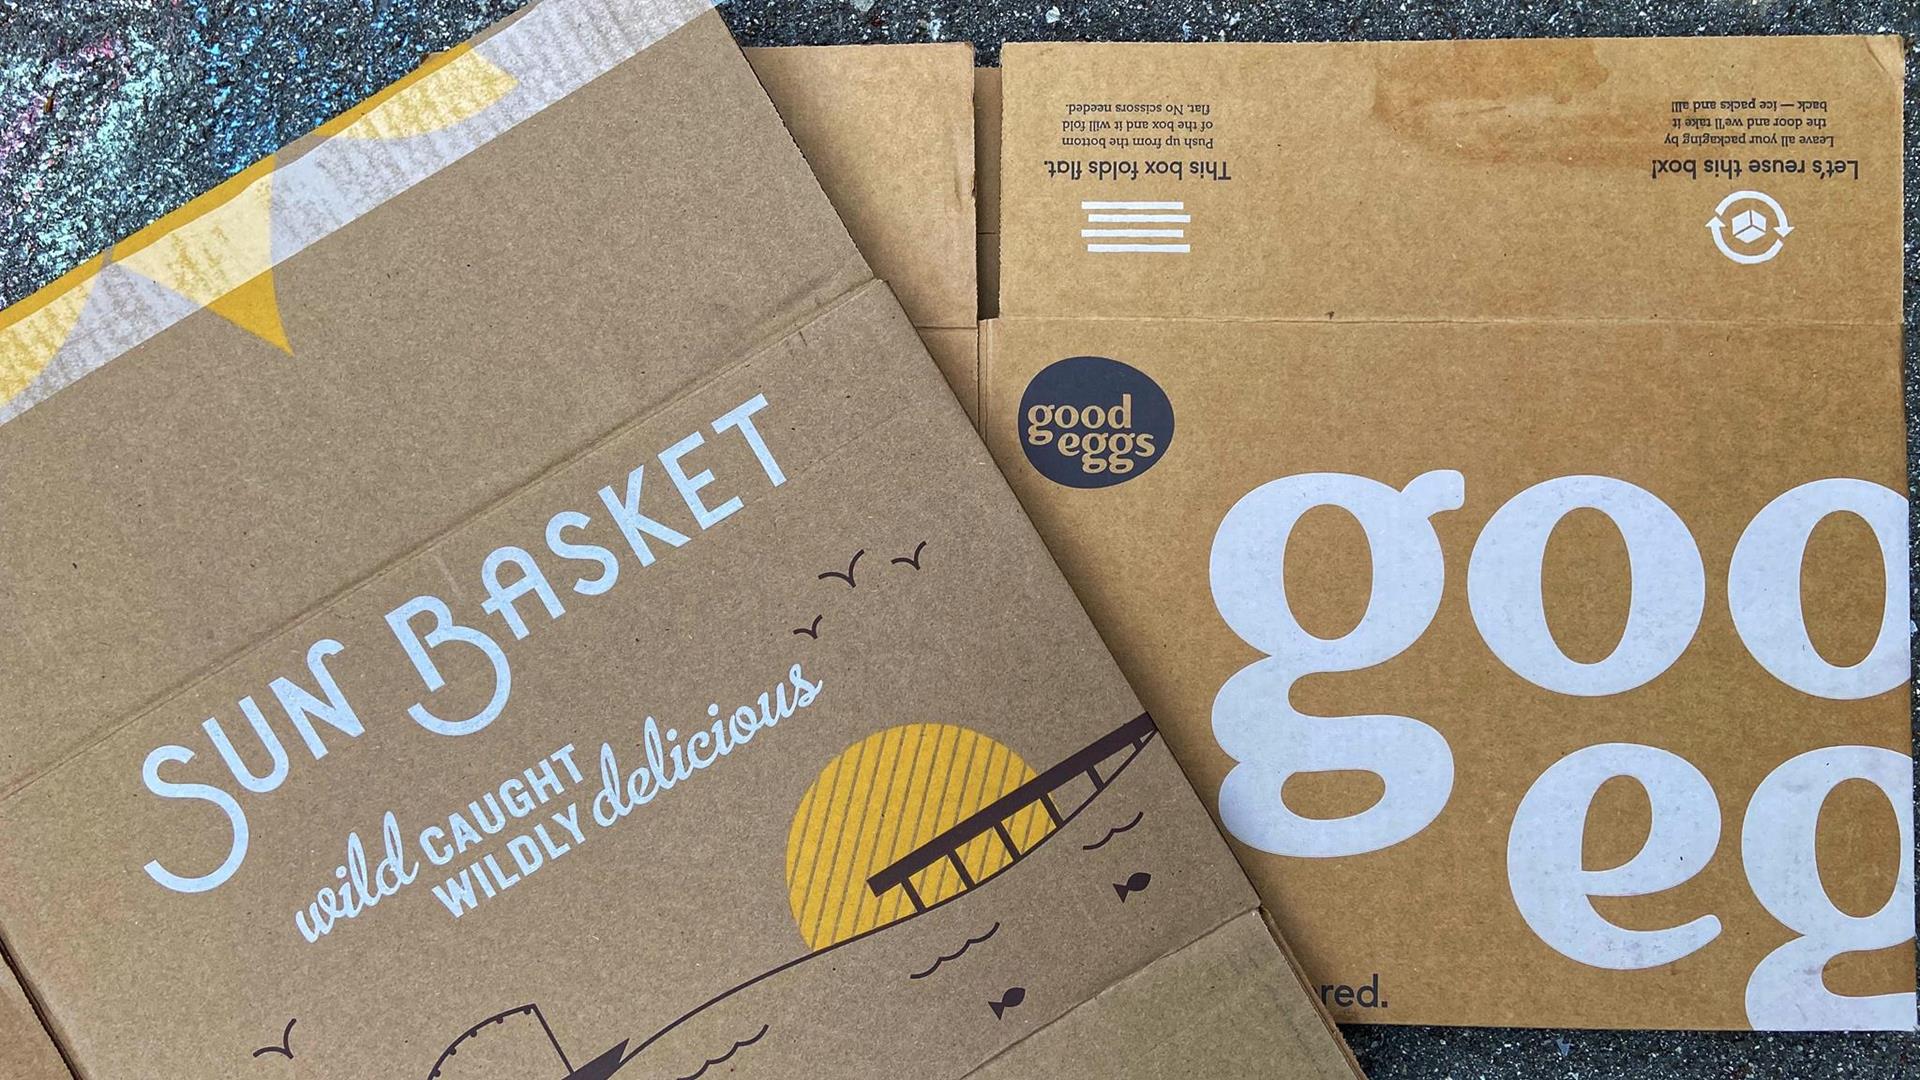 SUN BASKET
wild CAUGHT
WILDLY delicious
This box folds flat.
Push up from the bottom
of the box and it will fold
flat. No scissors needed.
Let's reuse this box!
Leave all your packaging by
the door and we'll take it
back — ice packs and all!
good
eggs
goo
eg
red.